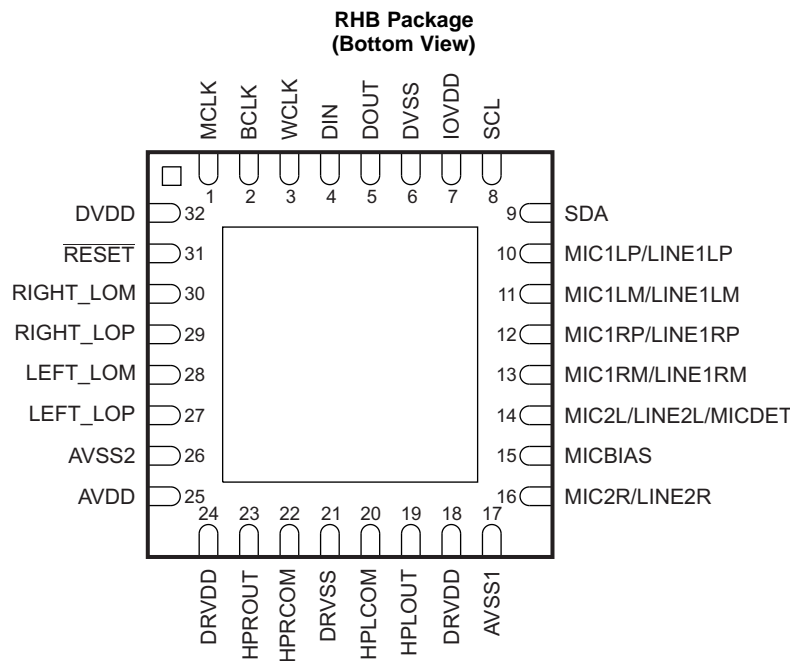 RHB Package
(Bottom View)
MCLK
BCLK
WCLK
DIN
DOUT
DVSS
IOVDD
SCL
1
2
3
4
5
6
7
8
DVDD 32
RESET 31
RIGHT_LOM 30
RIGHT_LOP 29
LEFT_LOM 28
LEFT_LOP 27
AVSS2 26
AVDD 25
9 SDA
10 MIC1LP/LINE1LP
11 MIC1LM/LINE1LM
12 MIC1RP/LINE1RP
13 MIC1RM/LINE1RM
14 MIC2L/LINE2L/MICDET
15 MICBIAS
16 MIC2R/LINE2R
24
23
22
21
20
19
18
17
DRVDD
HPROUT
HPRCOM
DRVSS
HPLCOM
HPLOUT
DRVDD
AVSS1